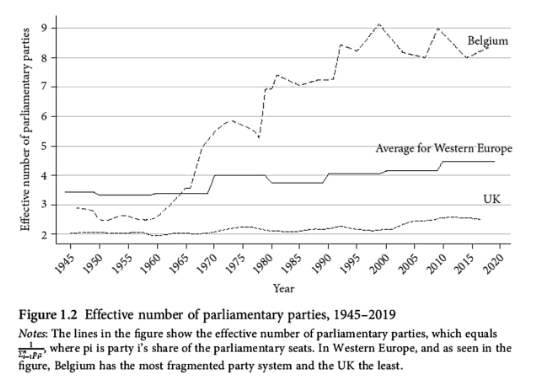 9
8
7
6
5
4
3
2
Effective number of parliamentary parties
Belgium
Average for Western Europe
UK
1945 1950 1955 1960 1965 1970 1975 1980 1985 1990 1995 2000 2005 2010 2015 2020
Year
Figure 1.2 Effective number of parliamentary parties, 1945–2019
Notes: The lines in the figure show the effective number of parliamentary parties, which equals
, where pi is party i's share of the parliamentary seats. In Western Europe, and as seen in the
figure, Belgium has the most fragmented party system and the UK the least.